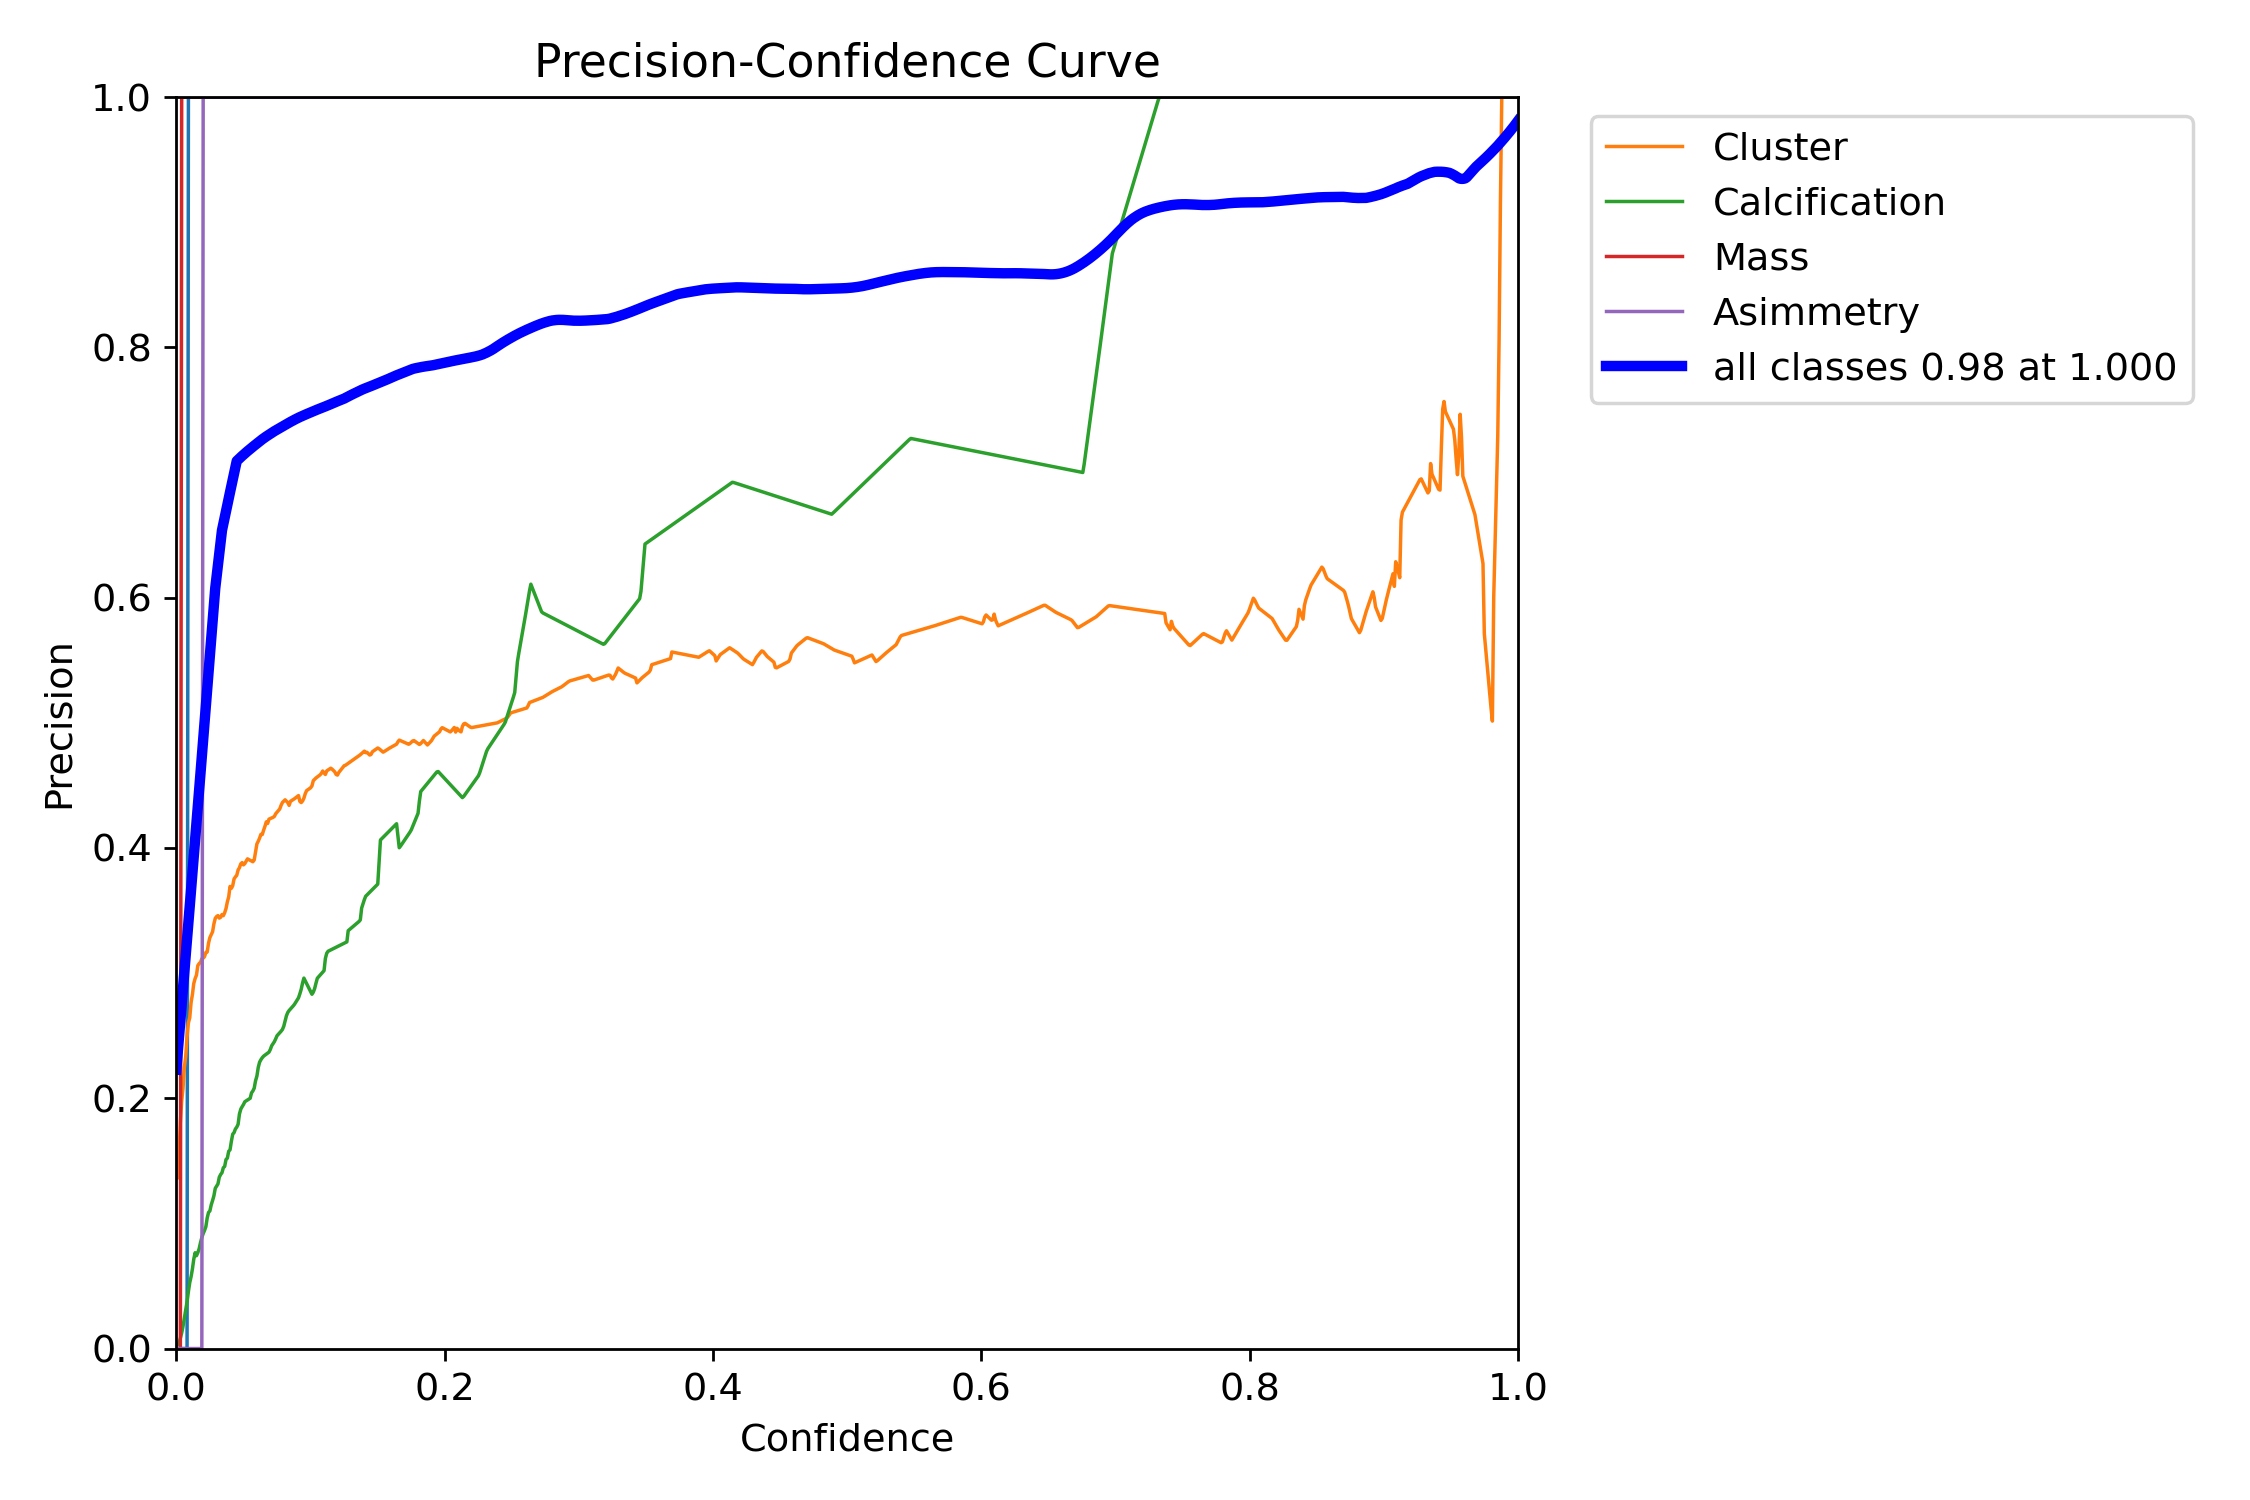 Precision-Confidence Curve
1.0
0.8
0.6
0.4
0.2
0.0
Precision
0.0 0.2 0.4 0.6 0.8 1.0
Confidence
Cluster
Calcification
Mass
Asimmetry
all classes 0.98 at 1.000